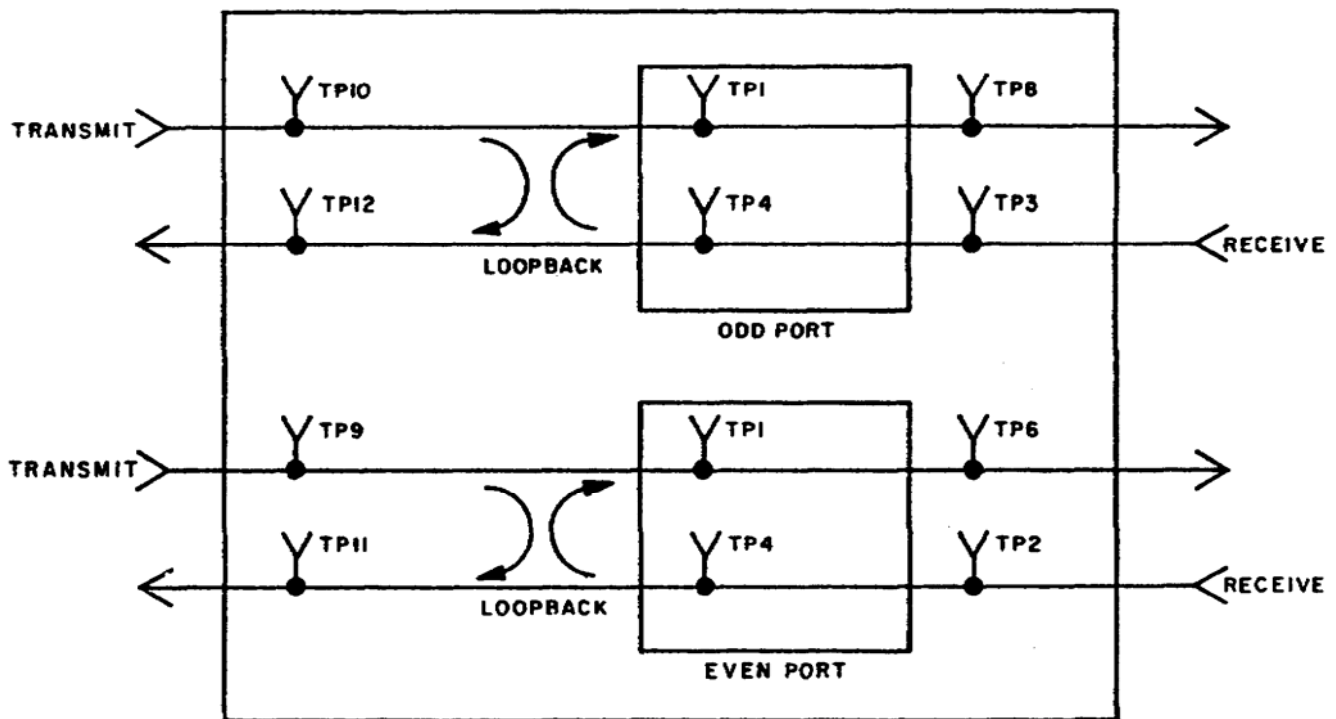 TP10
TP1
TP8
TRANSMIT
TP12
TP4
TP3
RECEIVE
LOOPBACK
ODD PORT
TP9
TP1
TP6
TRANSMIT
TP11
TP4
TP2
RECEIVE
LOOPBACK
EVEN PORT